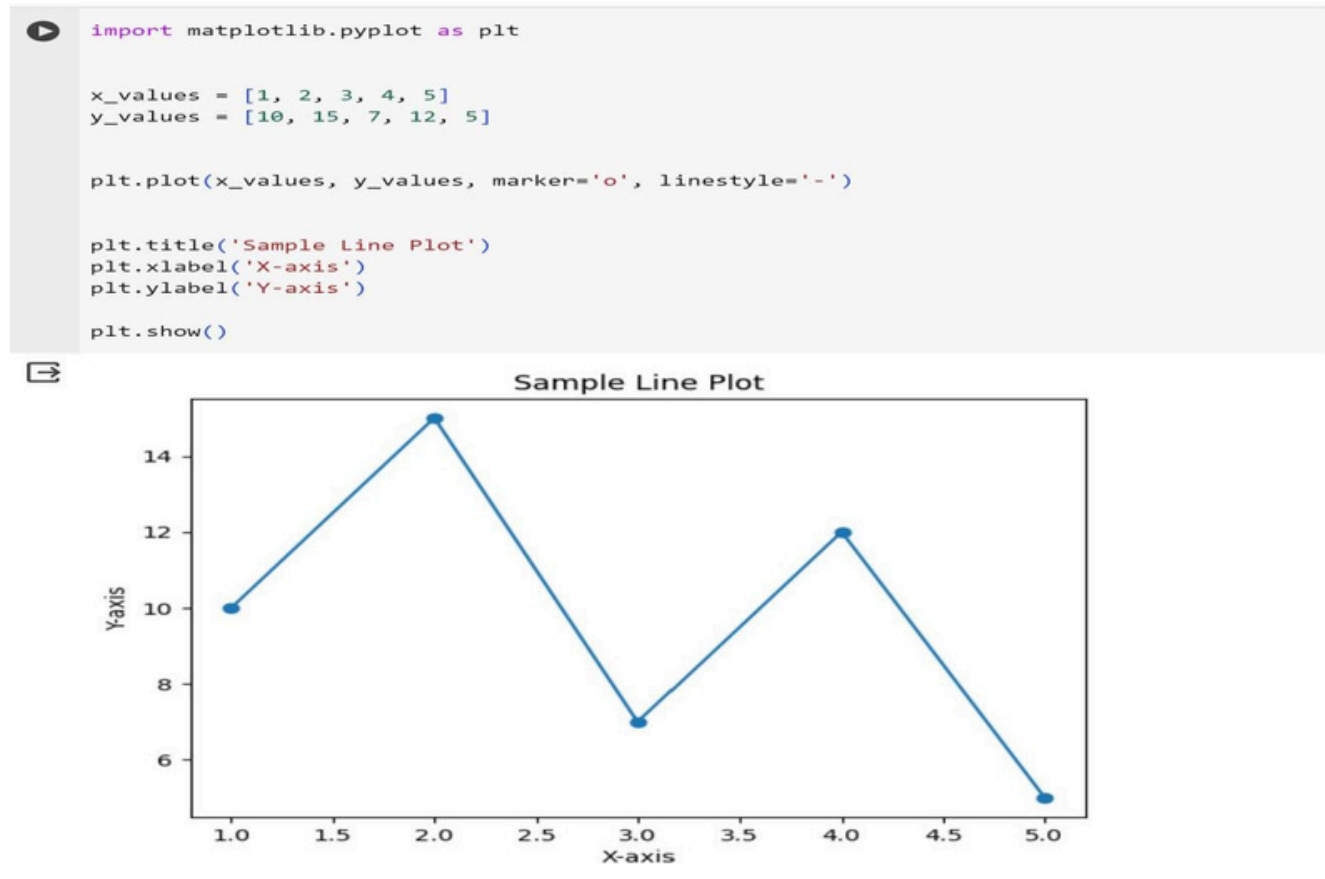 import matplotlib.pyplot as plt
x_values = [1, 2, 3, 4, 5]
y_values = [10, 15, 7, 12, 5]
plt.plot(x_values, y_values, marker='o', linestyle='-')
plt.title('Sample Line Plot')
plt.xlabel('X-axis')
plt.ylabel('Y-axis')
plt.show()
Sample Line Plot
14
12
10
8
6
Y-axis
1.0 1.5 2.0 2.5 3.0 3.5 4.0 4.5 5.0
X-axis